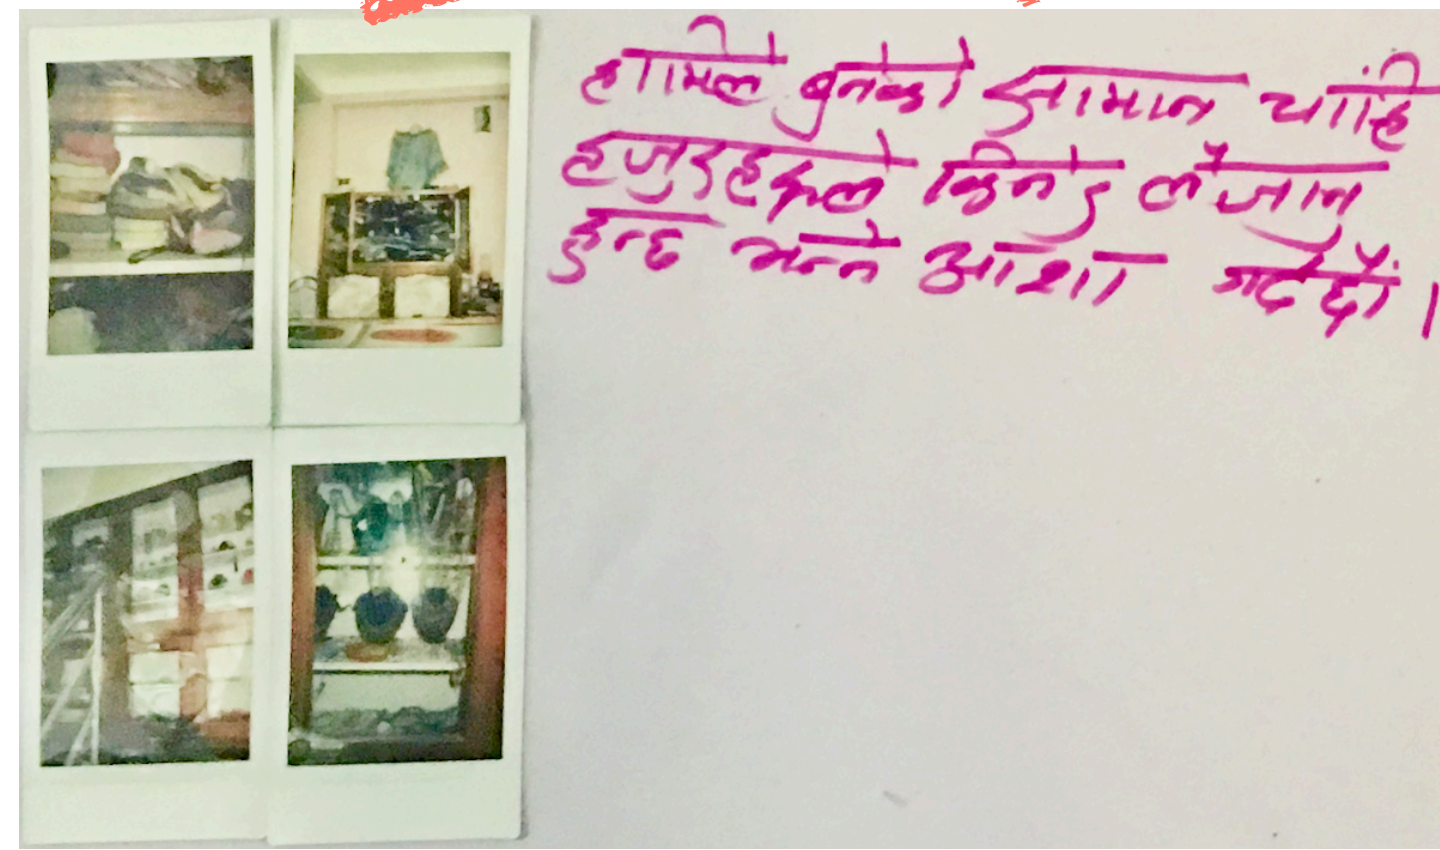 हामिले बुनेको सामान चांहि
हजुरहरूले किनेर लैजानु
हुन्छ भन्ने आशा गर्दछौं ।